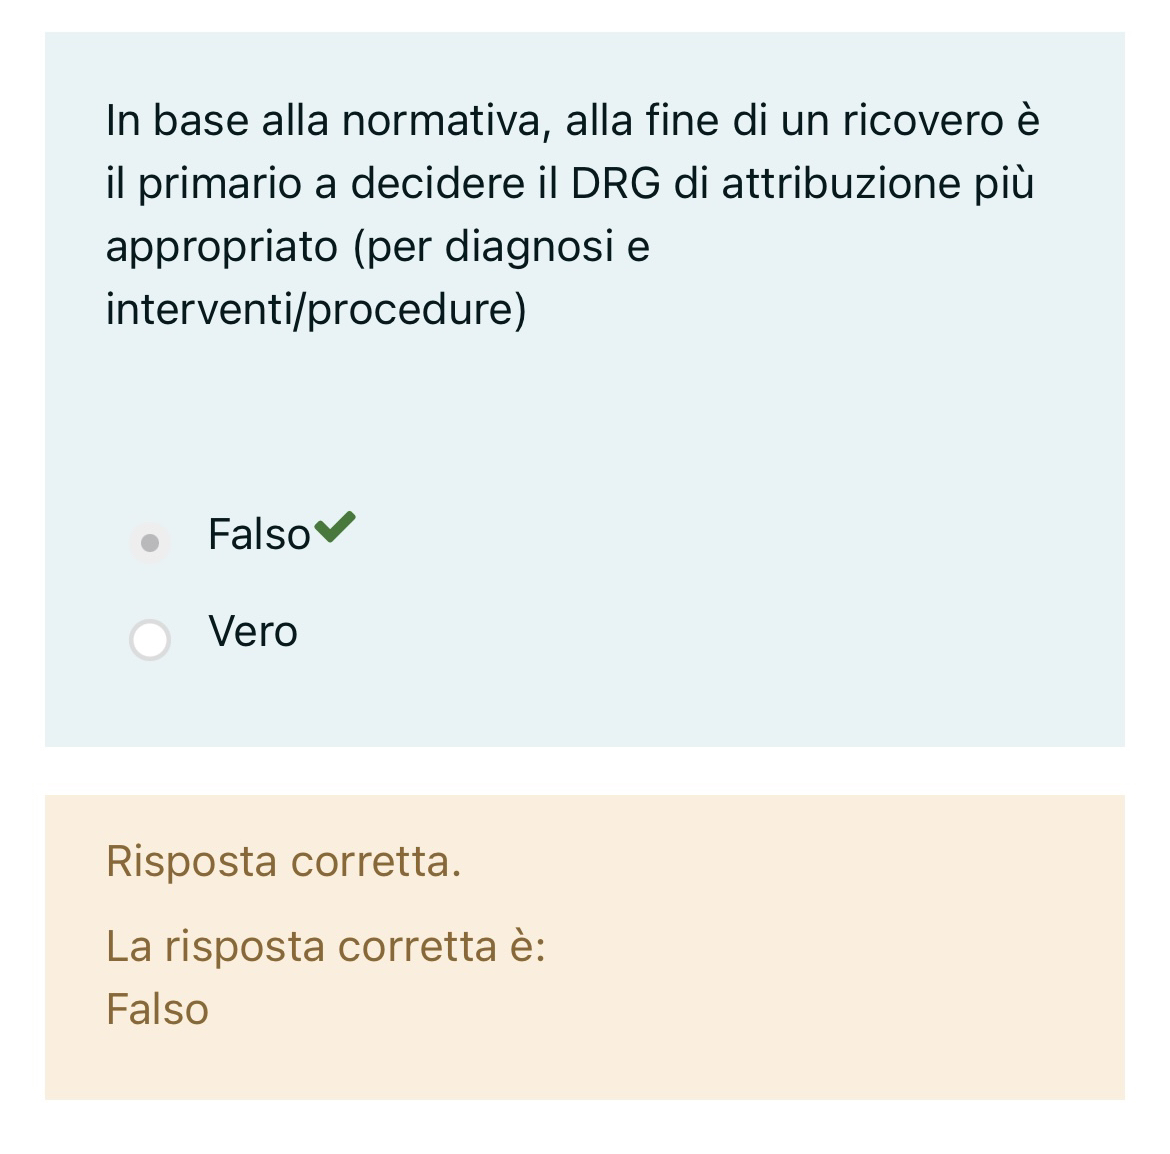 In base alla normativa, alla fine di un ricovero è
il primario a decidere il DRG di attribuzione più
appropriato (per diagnosi e
interventi/procedure)
Falso
Vero
Risposta corretta.
La risposta corretta è:
Falso